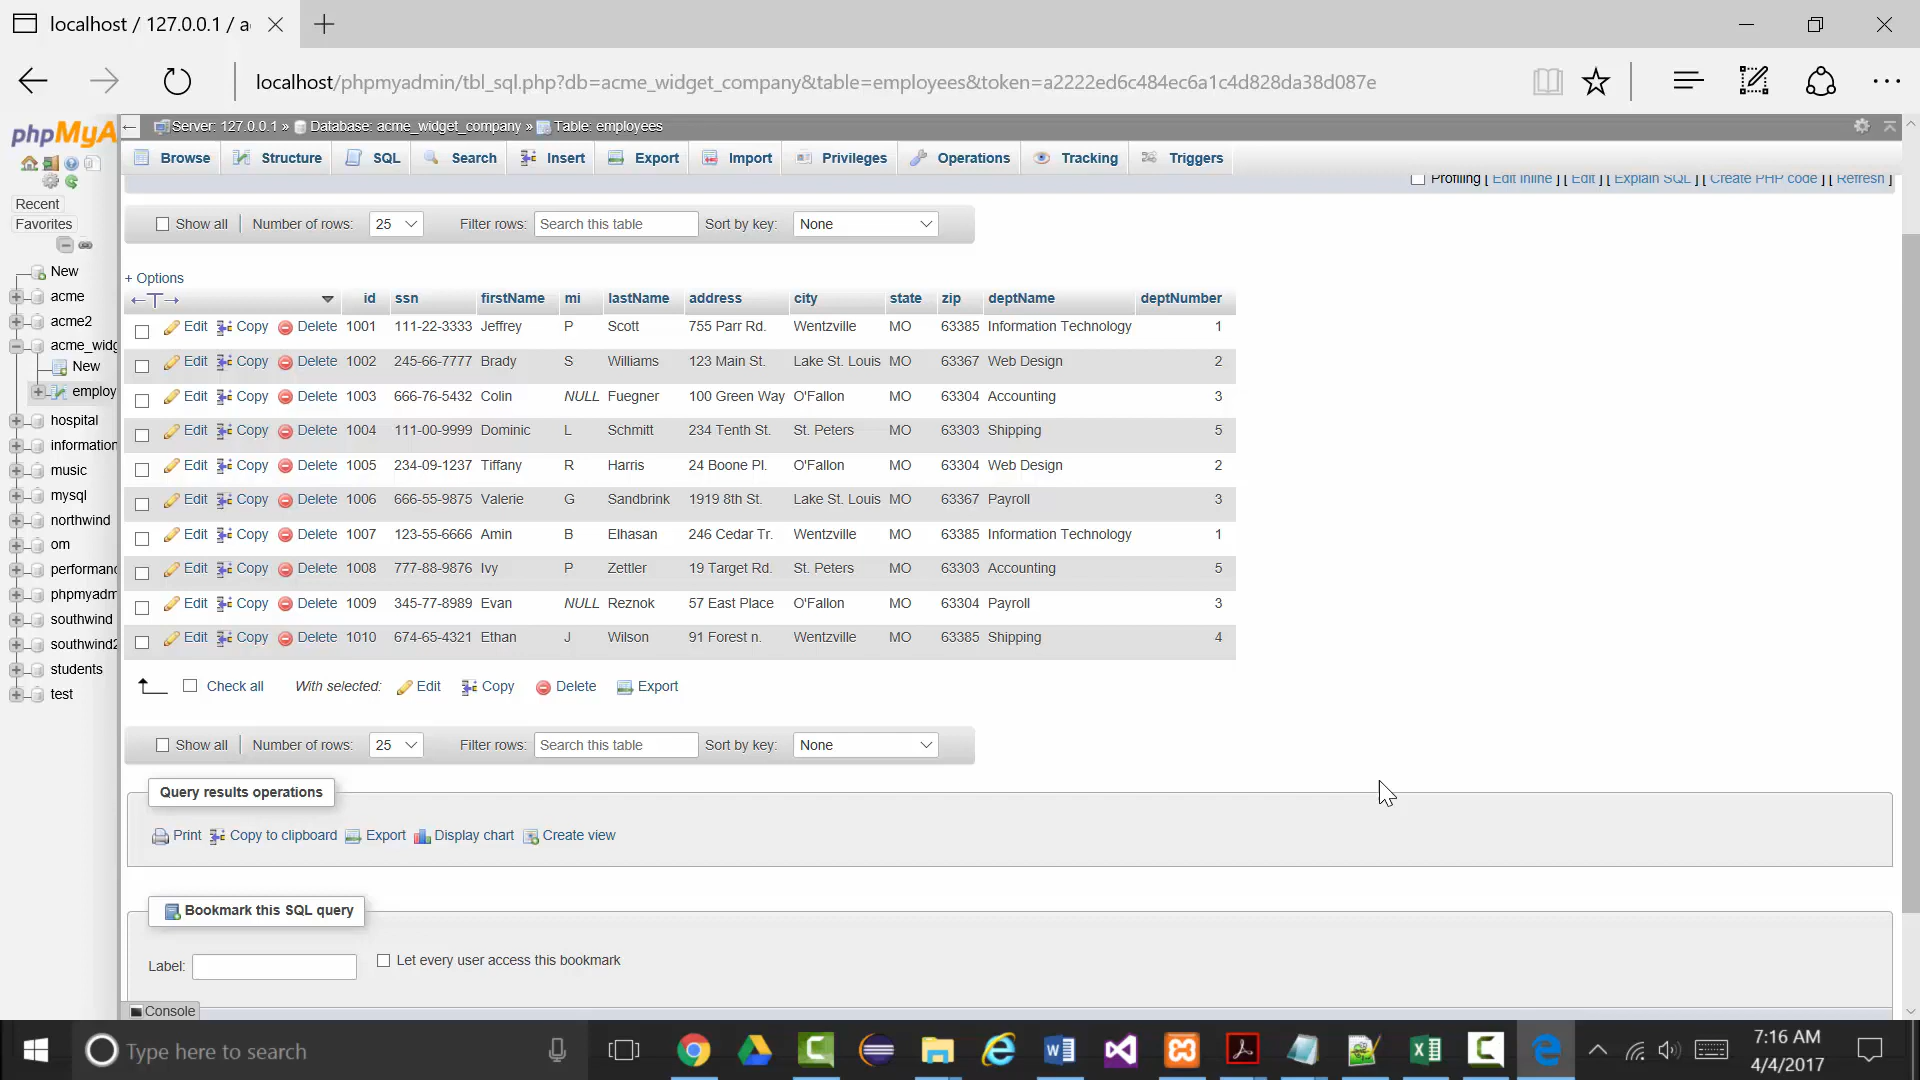 localhost / 127.0.0.1 / a
localhost/phpmyadmin/tbl_sql.php?db=acme_widget_company&table=employees&token=a2222ed6c484ec6a1c4d828da38d087e
phpMyA
Server: 127.0.0.1 » Database: acme_widget_company » Table: employees
Browse Structure SQL Search Insert Export Import Privileges Operations Tracking Triggers
Profiling [ Edit inline ] [ Edit ] [ Explain SQL ] [ Create PHP code ] [ Refresh ]
Recent
Favorites
New
acme
acme2
acme_widg
New
employ
hospital
information
music
mysql
northwind
om
performanc
phpmyadm
southwind
southwind2
students
test
Show all Number of rows: 25 Filter rows: Search this table Sort by key: None
+ Options
←T→ id ssn firstName mi lastName address city state zip deptName deptNumber
Edit Copy Delete 1001 111-22-3333 Jeffrey P Scott 755 Parr Rd. Wentzville MO 63385 Information Technology 1
Edit Copy Delete 1002 245-66-7777 Brady S Williams 123 Main St. Lake St. Louis MO 63367 Web Design 2
Edit Copy Delete 1003 666-76-5432 Colin NULL Fuegner 100 Green Way O'Fallon MO 63304 Accounting 3
Edit Copy Delete 1004 111-00-9999 Dominic L Schmitt 234 Tenth St. St. Peters MO 63303 Shipping 5
Edit Copy Delete 1005 234-09-1237 Tiffany R Harris 24 Boone Pl. O'Fallon MO 63304 Web Design 2
Edit Copy Delete 1006 666-55-9875 Valerie G Sandbrink 1919 8th St. Lake St. Louis MO 63367 Payroll 3
Edit Copy Delete 1007 123-55-6666 Amin B Elhasan 246 Cedar Tr. Wentzville MO 63385 Information Technology 1
Edit Copy Delete 1008 777-88-9876 Ivy P Zettler 19 Target Rd. St. Peters MO 63303 Accounting 5
Edit Copy Delete 1009 345-77-8989 Evan NULL Reznok 57 East Place O'Fallon MO 63304 Payroll 3
Edit Copy Delete 1010 674-65-4321 Ethan J Wilson 91 Forest n. Wentzville MO 63385 Shipping 4
Check all With selected: Edit Copy Delete Export
Show all Number of rows: 25 Filter rows: Search this table Sort by key: None
Query results operations
Print Copy to clipboard Export Display chart Create view
Bookmark this SQL query
Label: Let every user access this bookmark
Console
Type here to search
7:16 AM
4/4/2017